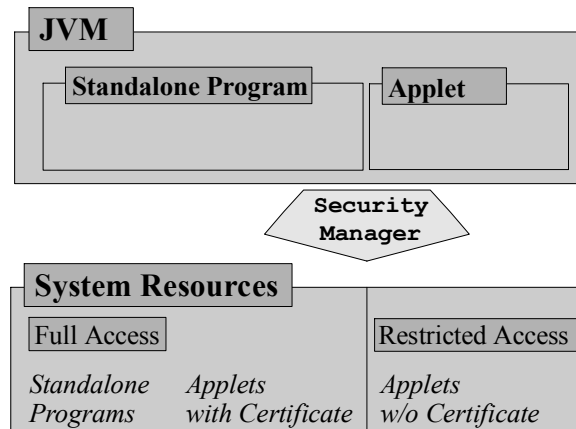 JVM
Standalone Program
Applet
Security
Manager
System Resources
Full Access
Restricted Access
Standalone Applets Applets
Programs with Certificate w/o Certificate